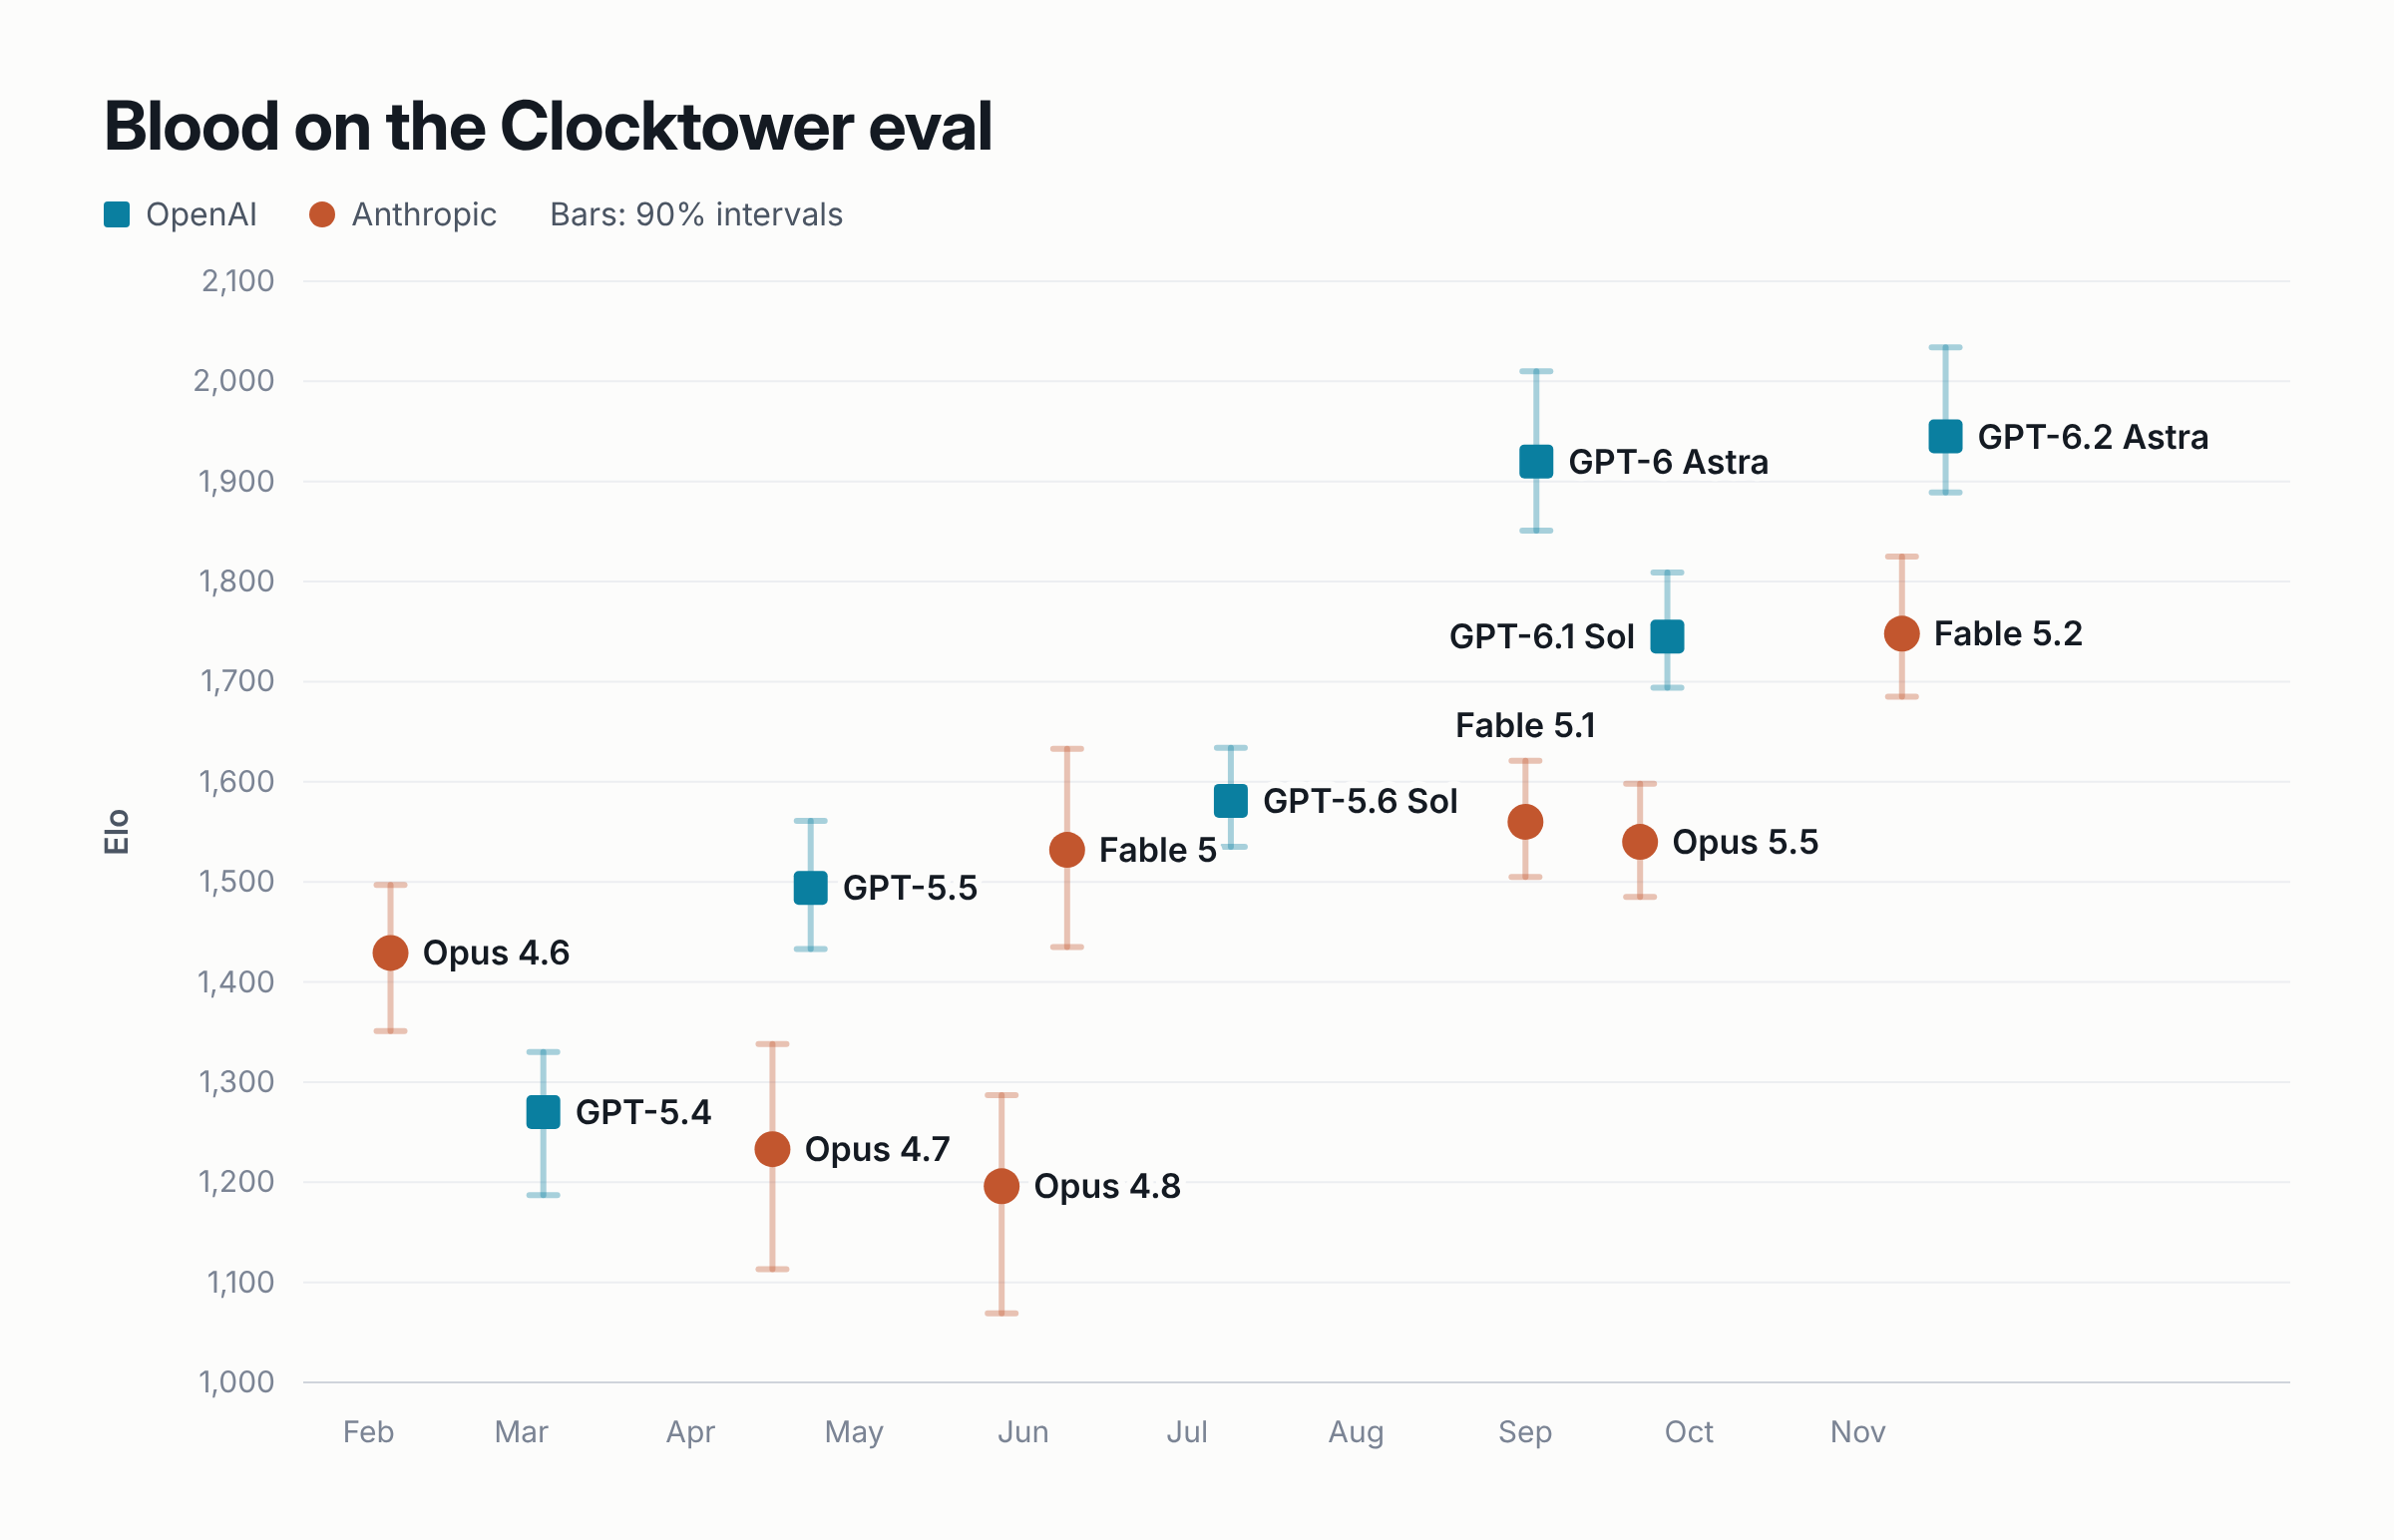 Blood on the Clocktower eval
OpenAI Anthropic Bars: 90% intervals
2,100
2,000
GPT-6.2 Astra
GPT-6 Astra
1,900
1,800
GPT-6.1 Sol
Fable 5.2
1,700
Fable 5.1
1,600
GPT-5.6 Sol
Elo
Opus 5.5
Fable 5
1,500
GPT-5.5
Opus 4.6
1,400
1,300
GPT-5.4
Opus 4.7
1,200
Opus 4.8
1,100
1,000
Feb Mar Apr May Jun Jul Aug Sep Oct Nov